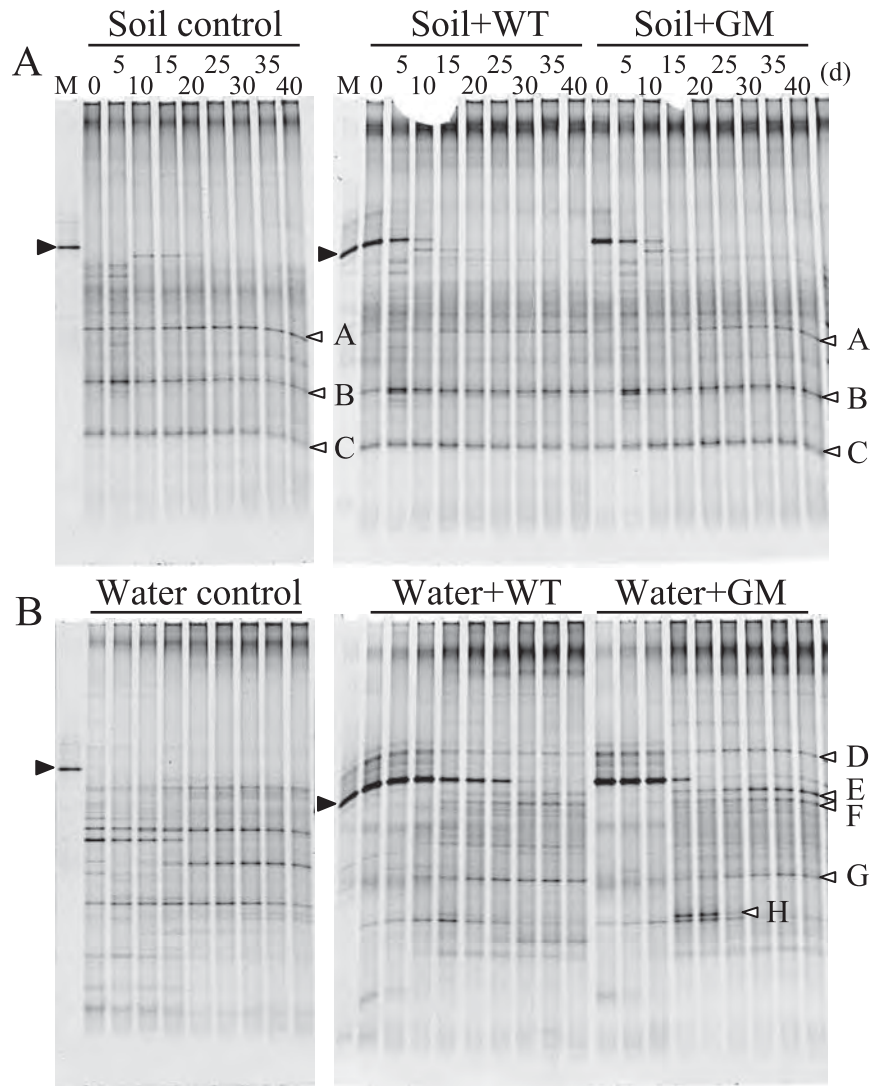 Soil control Soil+WT Soil+GM
A
5 15 25 35 5 15 25 35 5 15 25 35 (d)
M 0 10 20 30 40 M 0 10 20 30 40 0 10 20 30 40
A A
B B
C C
Water control Water+WT Water+GM
B
D
E
F
G
H